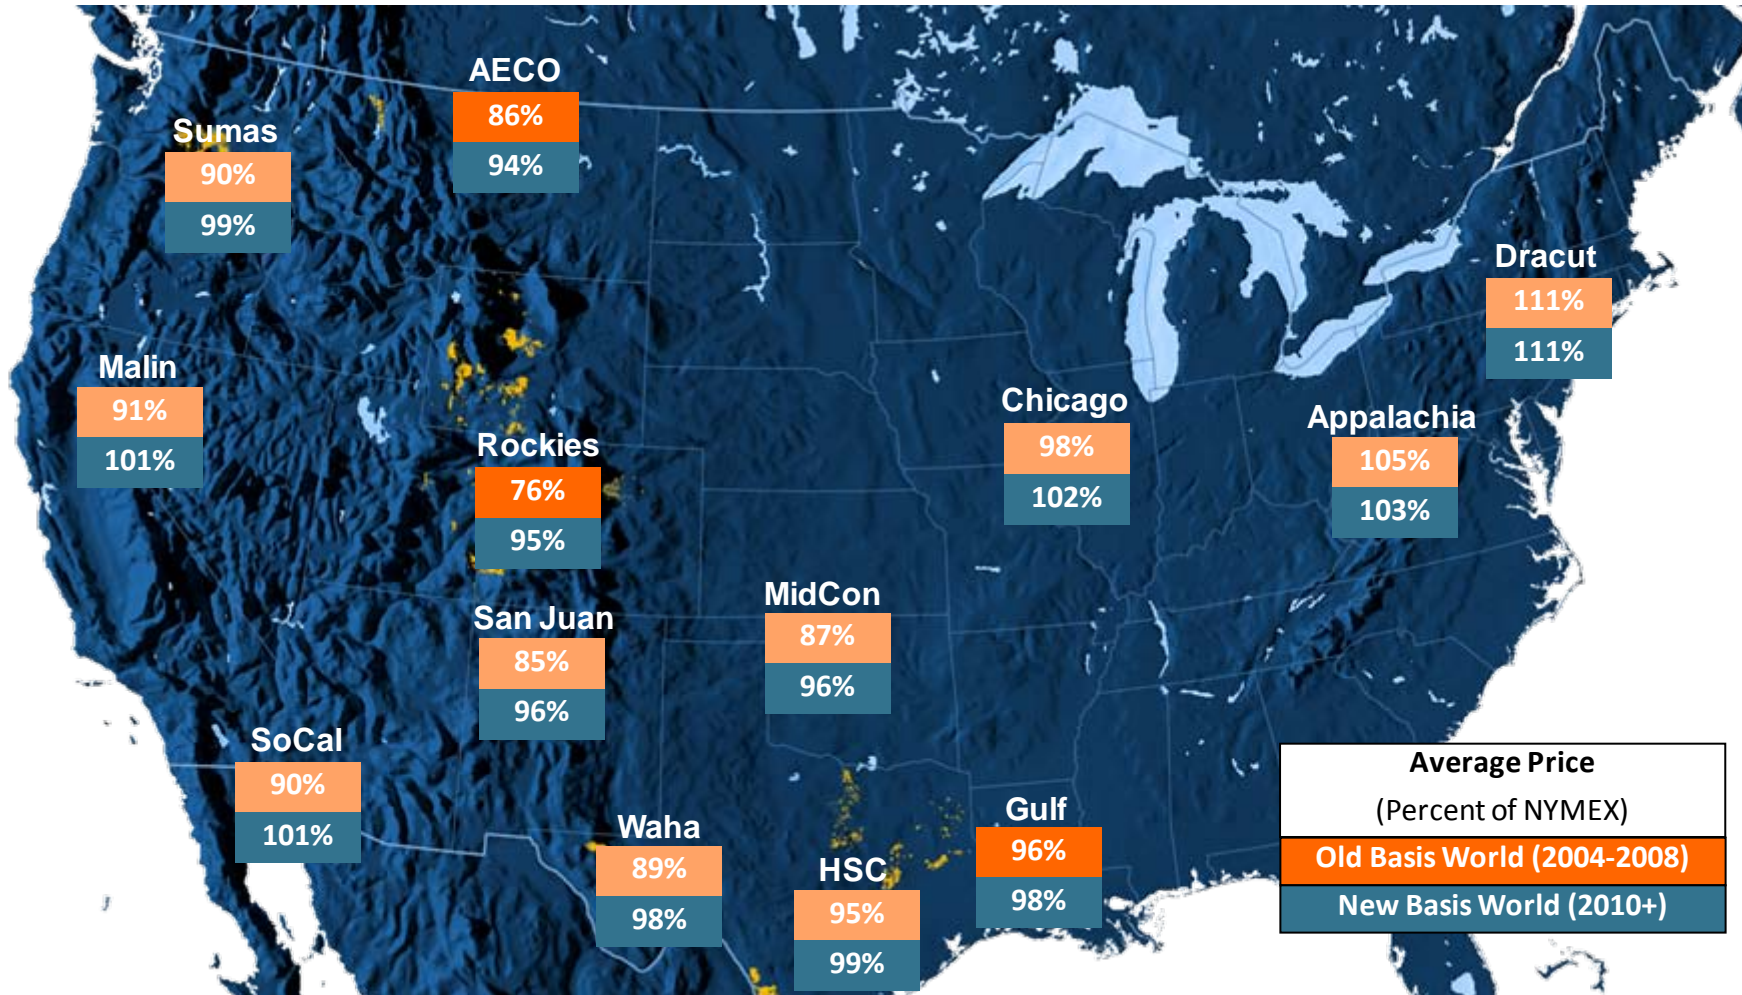 AECO
86%
94%
Sumas
90%
99%
Dracut
111%
111%
Malin
91%
101%
Chicago
98%
102%
Appalachia
105%
103%
Rockies
76%
95%
San Juan
85%
96%
MidCon
87%
96%
SoCal
90%
101%
Waha
89%
98%
HSC
95%
99%
Gulf
96%
98%
Average Price
(Percent of NYMEX)
Old Basis World (2004-2008)
New Basis World (2010+)